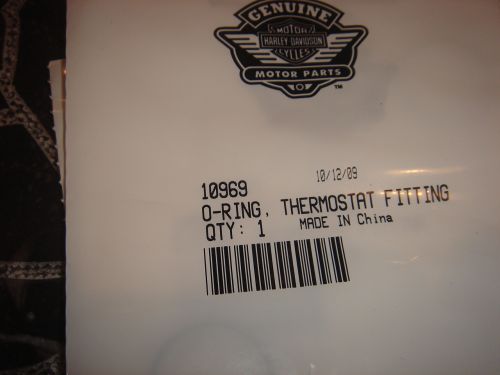 GENUINE
MOTOR
HARLEY-DAVIDSON
CYCLES
MOTOR PARTS
TM
10/12/09
10969
O-RING, THERMOSTAT FITTING
QTY: 1 MADE IN China